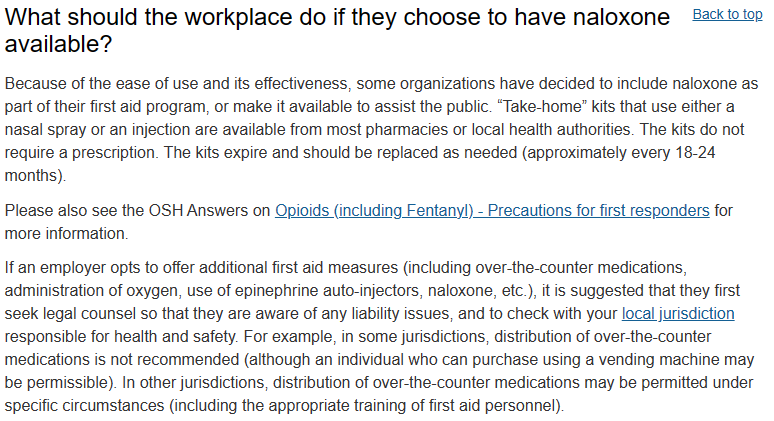 What should the workplace do if they choose to have naloxone
Back to top
available?
Because of the ease of use and its effectiveness, some organizations have decided to include naloxone as
part of their first aid program, or make it available to assist the public. “Take-home” kits that use either a
nasal spray or an injection are available from most pharmacies or local health authorities. The kits do not
require a prescription. The kits expire and should be replaced as needed (approximately every 18-24
months).
Please also see the OSH Answers on Opioids (including Fentanyl) - Precautions for first responders for
more information.
If an employer opts to offer additional first aid measures (including over-the-counter medications,
administration of oxygen, use of epinephrine auto-injectors, naloxone, etc.), it is suggested that they first
seek legal counsel so that they are aware of any liability issues, and to check with your local jurisdiction
responsible for health and safety. For example, in some jurisdictions, distribution of over-the-counter
medications is not recommended (although an individual who can purchase using a vending machine may
be permissible). In other jurisdictions, distribution of over-the-counter medications may be permitted under
specific circumstances (including the appropriate training of first aid personnel).